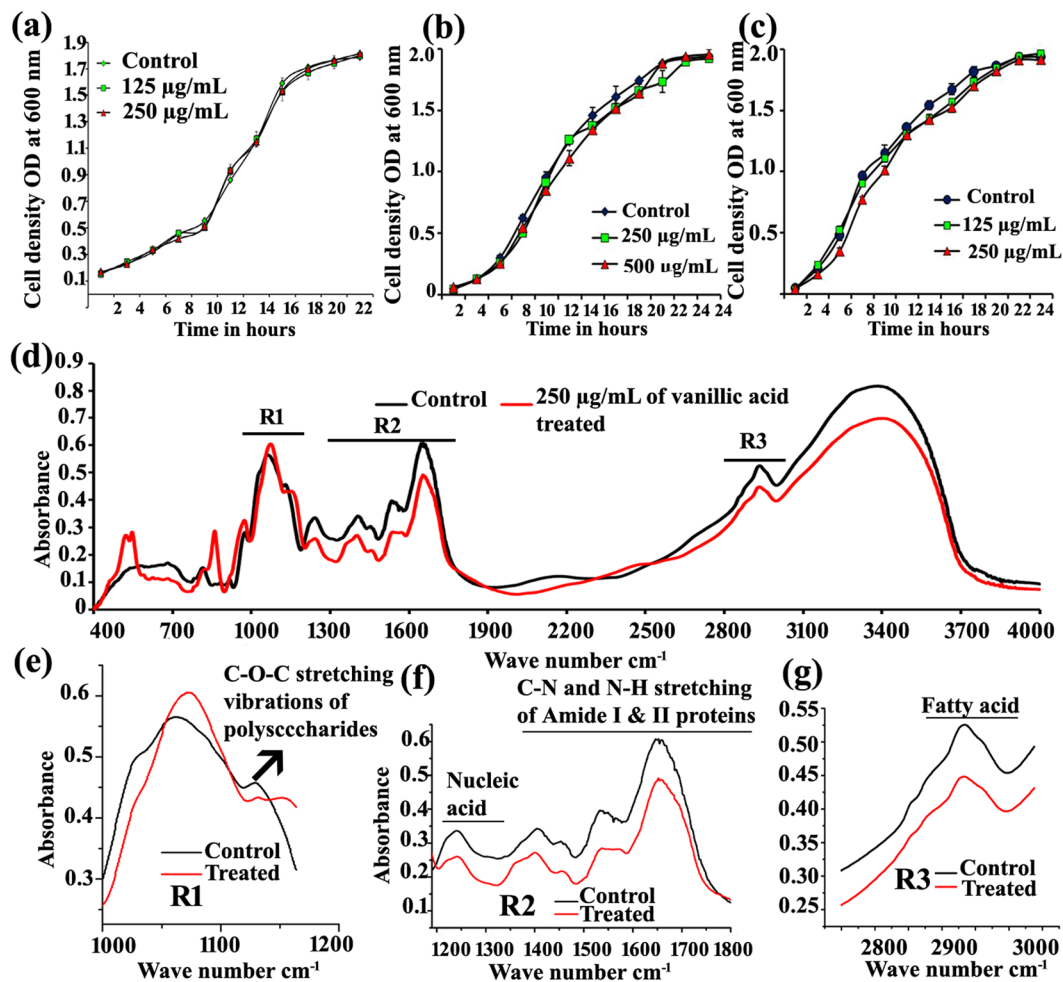 (a)
Cell density OD at 600 nm
1.9
1.7
1.5
1.3
1.1
0.9
0.7
0.5
0.3
0.1
Control
125 µg/mL
250 µg/mL
2 4 6 8 10 12 14 16 18 20 22
Time in hours
(b)
Cell density OD at 600 nm
2.0
1.5
1.0
0.5
0
Control
250 µg/mL
500 µg/mL
2 4 6 8 10 12 14 16 18 20 22 24
Time in hours
(c)
Cell density OD at 600 nm
2.0
1.5
1.0
0.5
0
Control
125 µg/mL
250 µg/mL
2 4 6 8 10 12 14 16 18 20 22 24
Time in hours
(d)
Absorbance
0.9
0.8
0.7
0.6
0.5
0.4
0.3
0.2
0.1
0
Control
250 µg/mL of vanillic acid
treated
R1
R2
R3
400 700 1000 1300 1600 1900 2200 2500 2800 3100 3400 3700 4000
Wave number cm-1
(e)
Absorbance
0.6
0.5
0.4
0.3
C-O-C stretching
vibrations of
polysccccharides
Control
Treated
R1
1000 1100 1200
Wave number cm-1
(f)
Absorbance
0.6
0.5
0.4
0.3
0.2
0.1
C-N and N-H stretching
of Amide I & II proteins
Nucleic
acid
R2
Control
Treated
1200 1300 1400 1500 1600 1700 1800
Wave number cm-1
(g)
Absorbance
0.55
0.50
0.45
0.40
0.35
0.30
0.25
Fatty acid
R3
Control
Treated
2800 2900 3000
Wave number cm-1